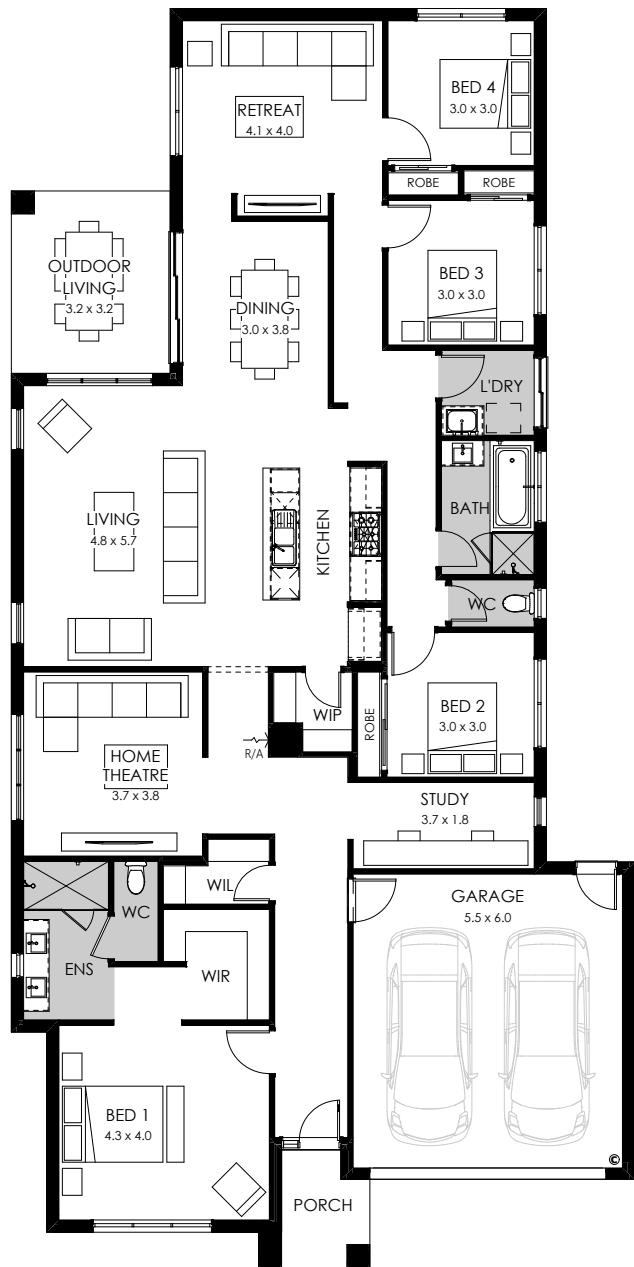 RETREAT
4.1 x 4.0
BED 4
3.0 x 3.0
ROBE
ROBE
OUTDOOR
LIVING
3.2 x 3.2
DINING
3.0 x 3.8
BED 3
3.0 x 3.0
L'DRY
LIVING
4.8 x 5.7
KITCHEN
BATH
WC
WIP
ROBE
BED 2
3.0 x 3.0
R/A
HOME
THEATRE
3.7 x 3.8
STUDY
3.7 x 1.8
WIL
WC
GARAGE
5.5 x 6.0
ENS
WIR
BED 1
4.3 x 4.0
©
PORCH